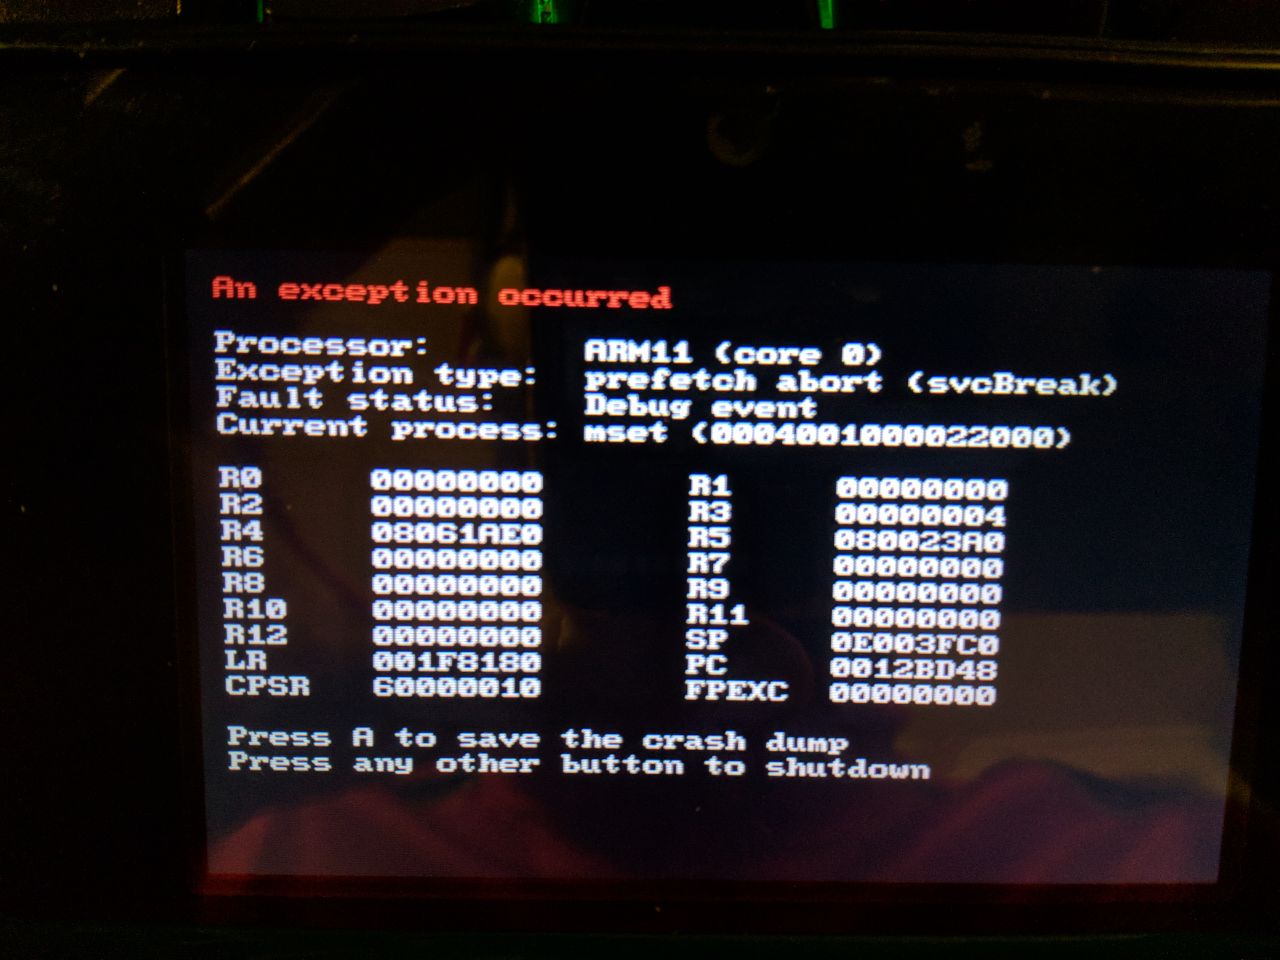 An exception occurred
Processor: ARM11 (core 0)
Exception type: prefetch abort (svcBreak)
Fault status: Debug event
Current process: mset (0004001000022000)
R0 00000000 R1 00000000
R2 00000000 R3 00000004
R4 08061AE0 R5 080023A0
R6 00000000 R7 00000000
R8 00000000 R9 00000000
R10 00000000 R11 00000000
R12 00000000 SP 0E003FC0
LR 001F8180 PC 0012BD48
CPSR 60000010 FPEXC 00000000
Press A to save the crash dump
Press any other button to shutdown